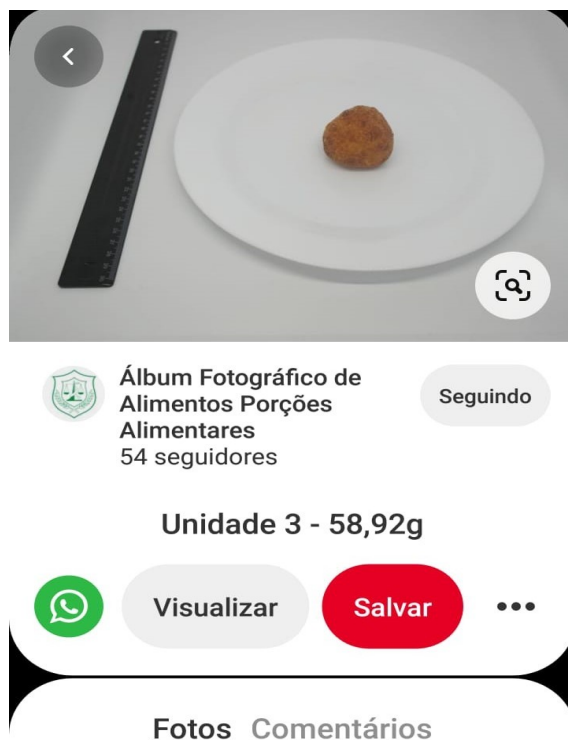 Álbum Fotográfico de
Alimentos Porções
Alimentares
54 seguidores
Seguindo
Unidade 3 - 58,92g
Visualizar
Salvar
Fotos Comentários